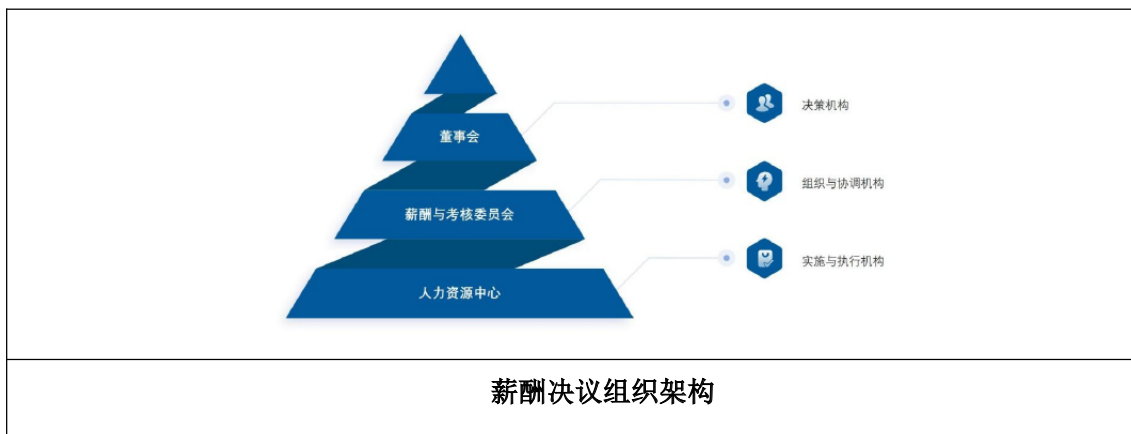 董事会
决策机构
薪酬与考核委员会
组织与协调机构
人力资源中心
实施与执行机构
薪酬决议组织架构